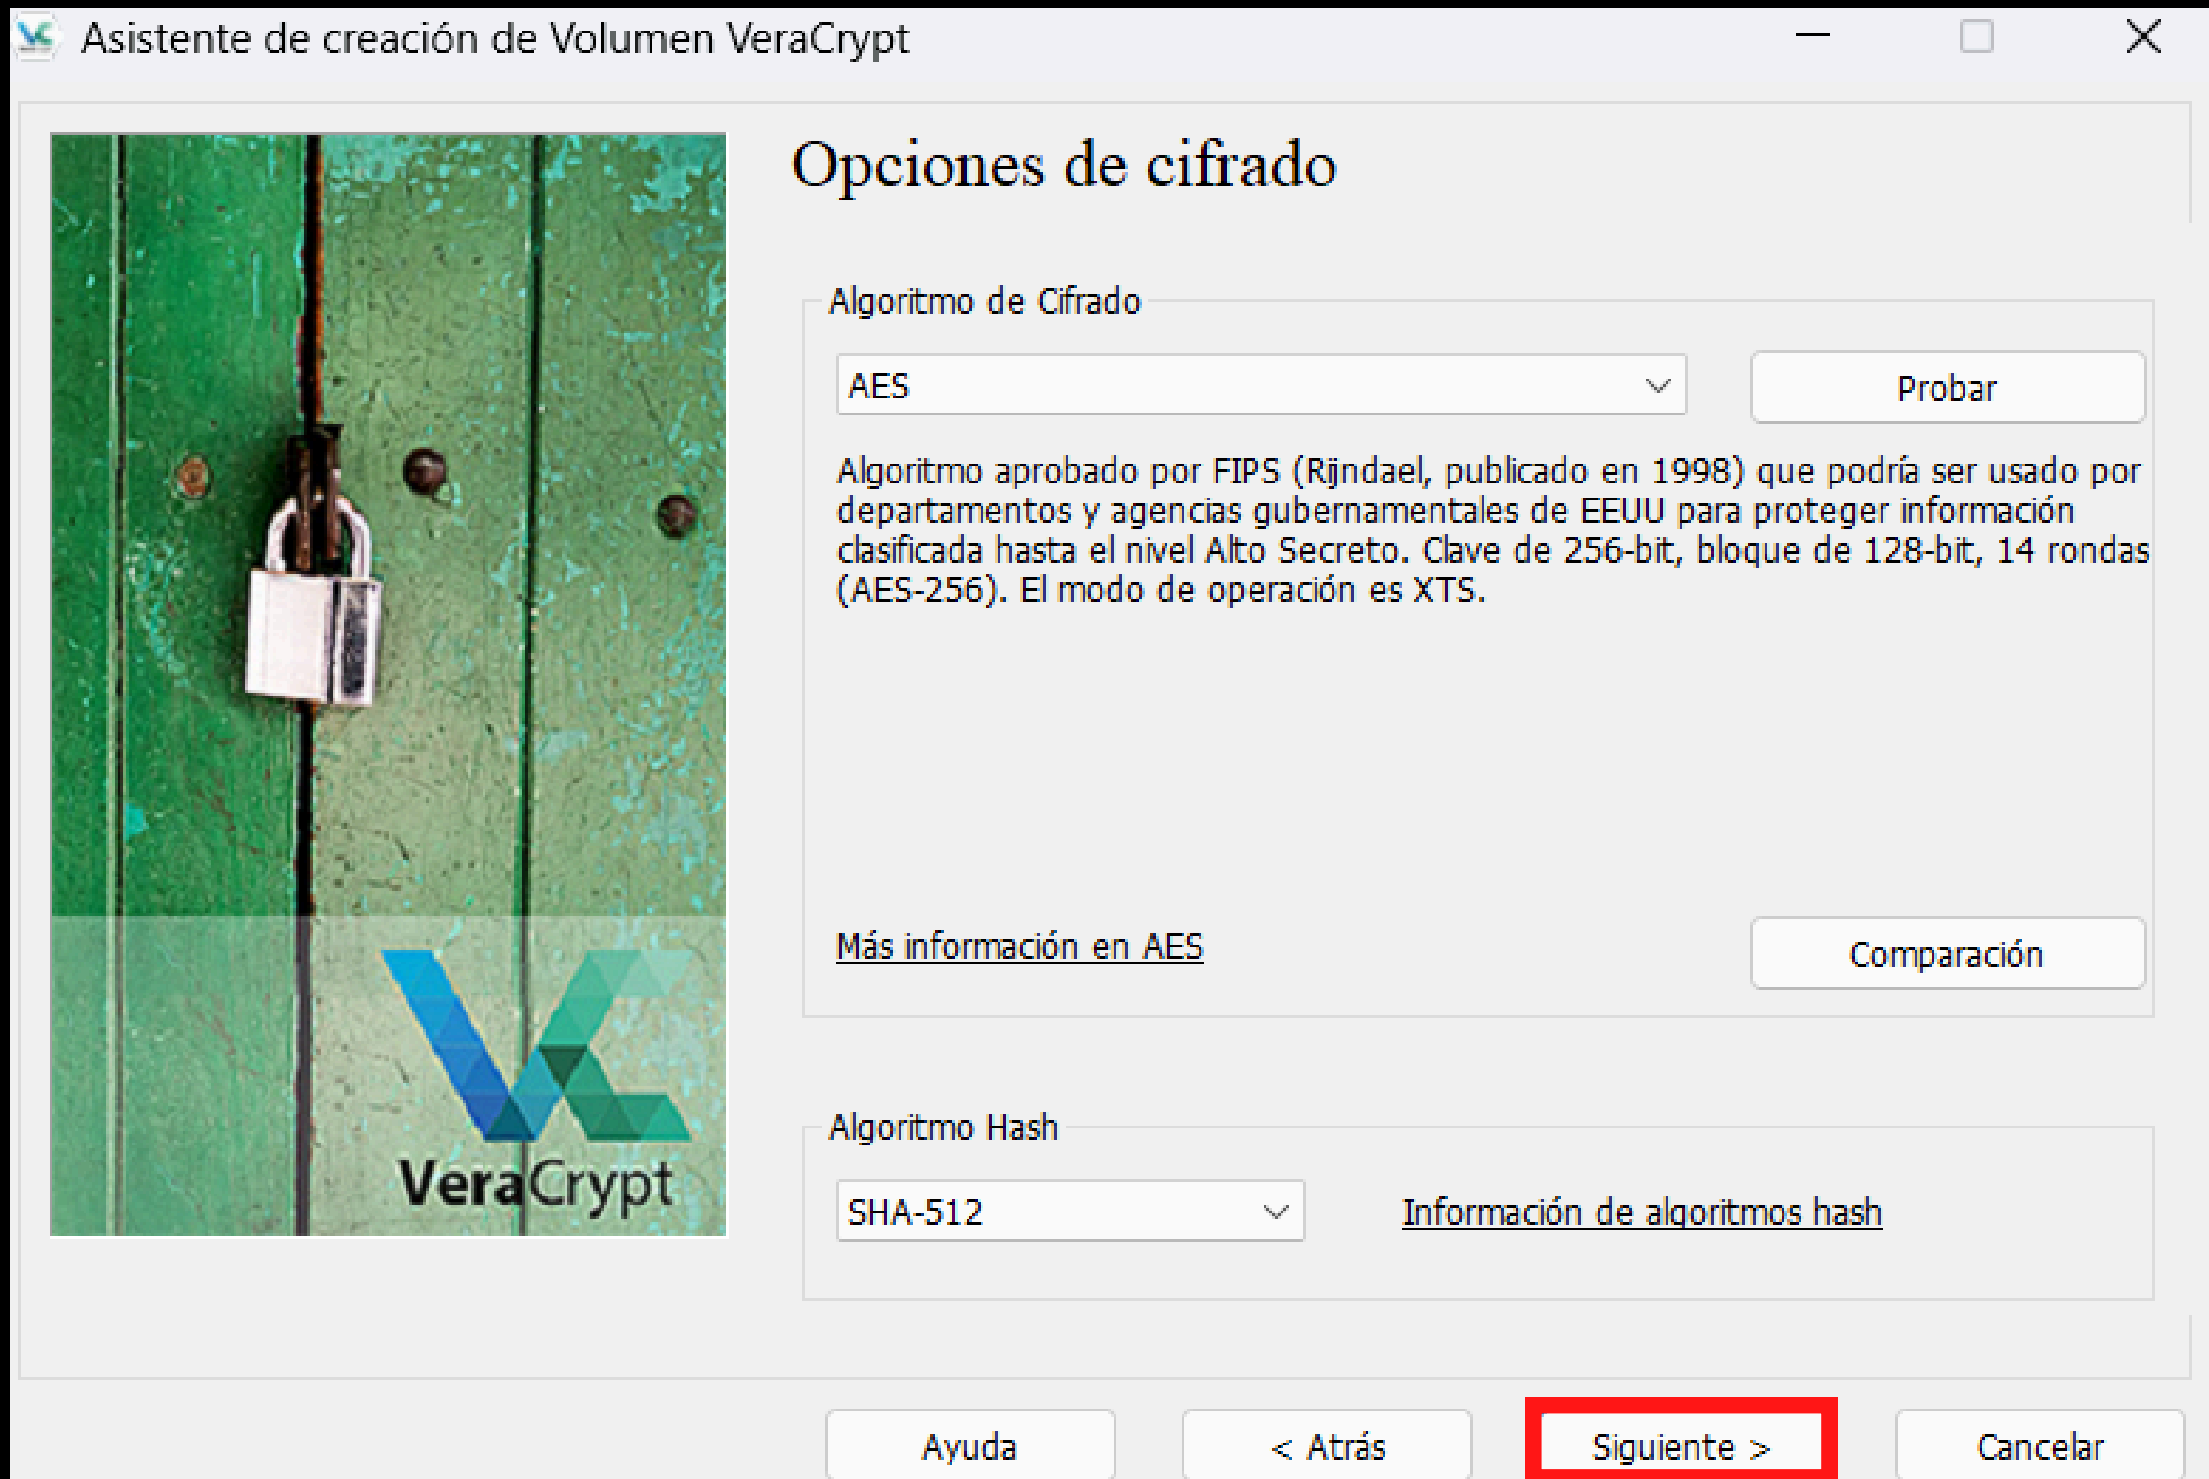 Asistente de creación de Volumen VeraCrypt
Opciones de cifrado
Algoritmo de Cifrado
AES
Probar
Algoritmo aprobado por FIPS (Rijndael, publicado en 1998) que podría ser usado por
departamentos y agencias gubernamentales de EEUU para proteger información
clasificada hasta el nivel Alto Secreto. Clave de 256-bit, bloque de 128-bit, 14 rondas
(AES-256). El modo de operación es XTS.
Más información en AES
Comparación
VeraCrypt
Algoritmo Hash
SHA-512
Información de algoritmos hash
Ayuda
< Atrás
Siguiente >
Cancelar